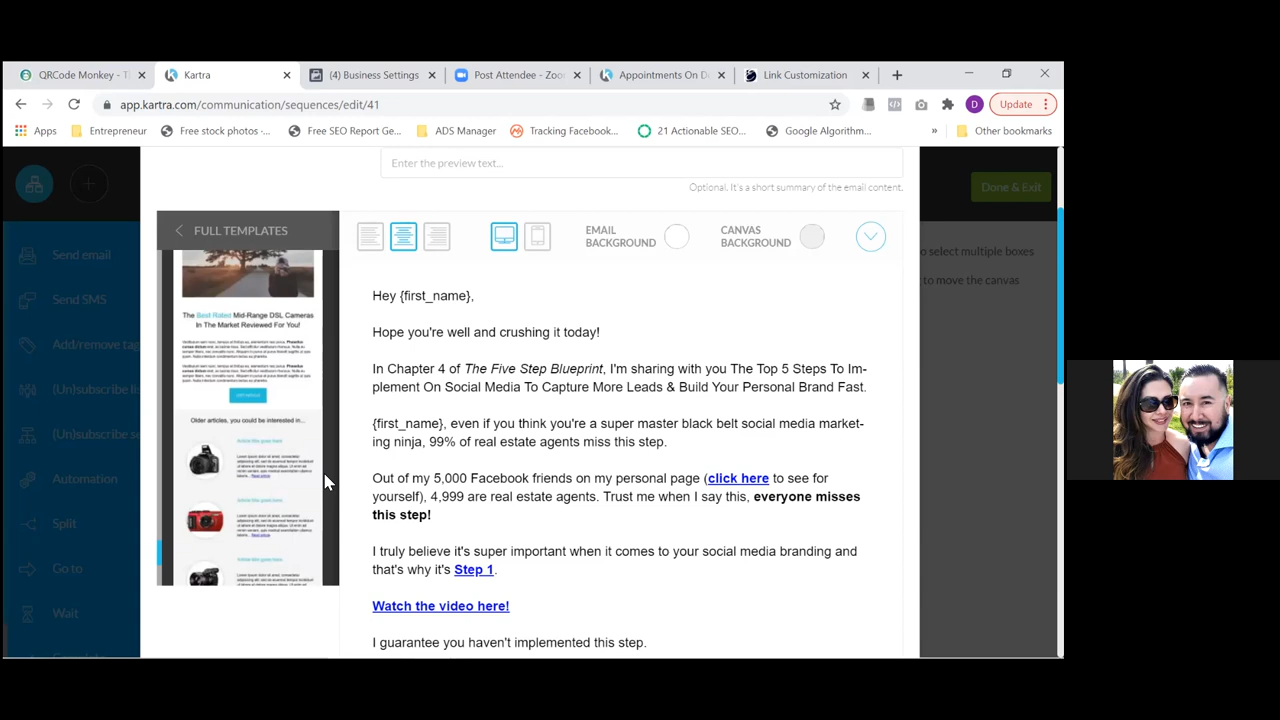 QRCode Monkey - T
Kartra
(4) Business Settings
Post Attendee - Zoo
Appointments On D
Link Customization
app.kartra.com/communication/sequences/edit/41
D
Update
Apps
Entrepreneur
Free stock photos -...
Free SEO Report Ge...
ADS Manager
Tracking Facebook...
21 Actionable SEO...
Google Algorithm...
»
Other bookmarks
Enter the preview text...
Optional. It's a short summary of the email content.
Done & Exit
FULL TEMPLATES
EMAIL
BACKGROUND
CANVAS
BACKGROUND
Send email
Send SMS
Add/remove tag
(Un)subscribe li
(Un)subscribe se
Automation
Split
Go to
Wait
o select multiple boxes
to move the canvas
The Best Rated Mid-Range DSL Cameras
In The Market Reviewed For You!
Older articles, you could be interested in...
Article title goes here
Article title goes here
Article title goes here
Hey {first_name},
Hope you're well and crushing it today!
In Chapter 4 of The Five Step Blueprint, I'm sharing with you The Top 5 Steps To Im-
plement On Social Media To Capture More Leads & Build Your Personal Brand Fast.
{first_name}, even if you think you're a super master black belt social media market-
ing ninja, 99% of real estate agents miss this step.
Out of my 5,000 Facebook friends on my personal page (click here to see for
yourself), 4,999 are real estate agents. Trust me when I say this, everyone misses
this step!
I truly believe it's super important when it comes to your social media branding and
that's why it's Step 1.
Watch the video here!
I guarantee you haven't implemented this step.